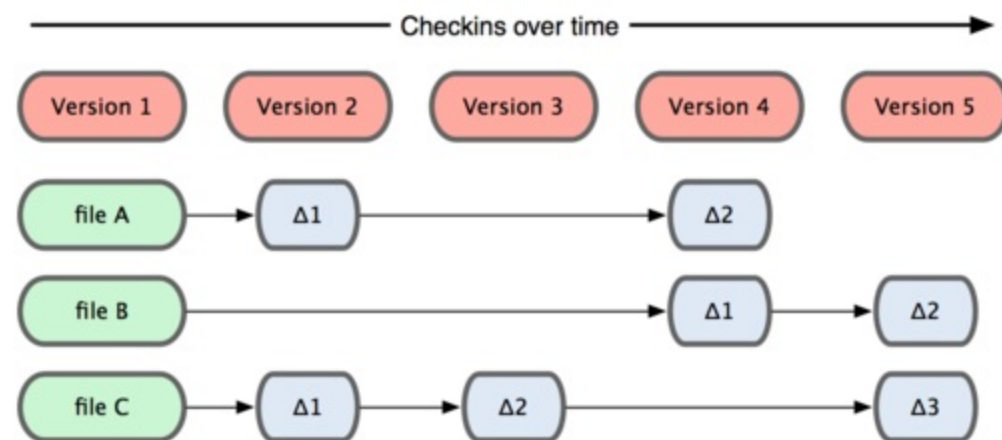 Checkins over time
Version 1 Version 2 Version 3 Version 4 Version 5
file A Δ1 Δ2
file B Δ1 Δ2
file C Δ1 Δ2 Δ3